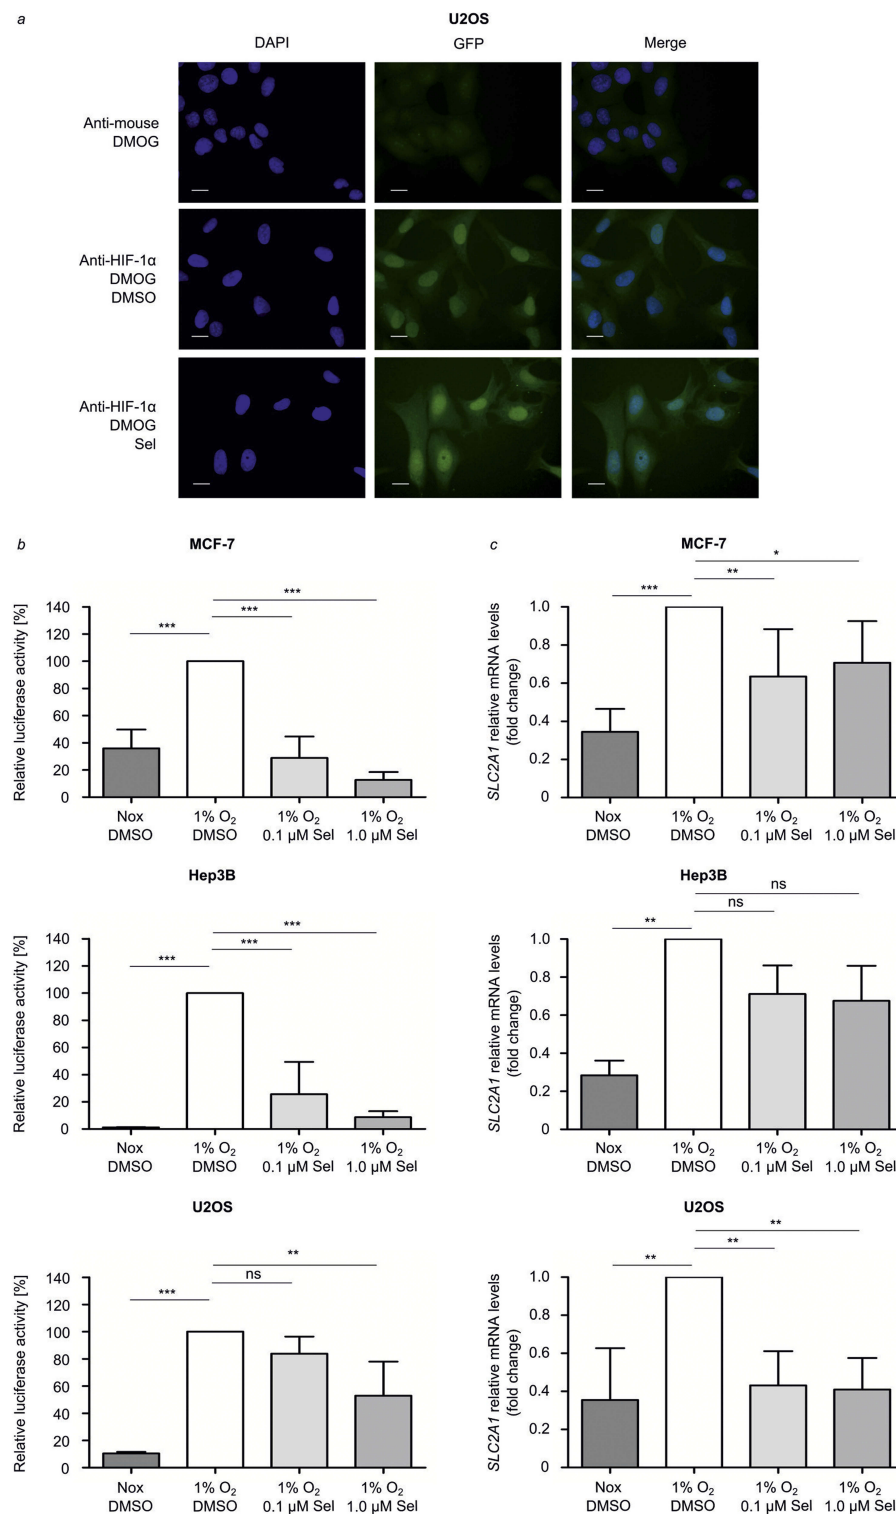 a
U2OS
DAPI
GFP
Merge
Anti-mouse
DMOG
Anti-HIF-1α
DMOG
DMSO
Anti-HIF-1α
DMOG
Sel
b
MCF-7
Relative luciferase activity [%]
140
120
100
80
60
40
20
0
***
***
***
Nox
DMSO
1% O₂
DMSO
1% O₂
0.1 µM Sel
1% O₂
1.0 µM Sel
Hep3B
Relative luciferase activity [%]
140
120
100
80
60
40
20
0
***
***
***
Nox
DMSO
1% O₂
DMSO
1% O₂
0.1 µM Sel
1% O₂
1.0 µM Sel
U2OS
Relative luciferase activity [%]
140
120
100
80
60
40
20
0
**
ns
***
Nox
DMSO
1% O₂
DMSO
1% O₂
0.1 µM Sel
1% O₂
1.0 µM Sel
c
MCF-7
SLC2A1 relative mRNA levels
(fold change)
1.0
0.8
0.6
0.4
0.2
0
*
**
***
Nox
DMSO
1% O₂
DMSO
1% O₂
0.1 µM Sel
1% O₂
1.0 µM Sel
Hep3B
SLC2A1 relative mRNA levels
(fold change)
1.0
0.8
0.6
0.4
0.2
0
ns
ns
**
Nox
DMSO
1% O₂
DMSO
1% O₂
0.1 µM Sel
1% O₂
1.0 µM Sel
U2OS
SLC2A1 relative mRNA levels
(fold change)
1.0
0.8
0.6
0.4
0.2
0
**
**
**
Nox
DMSO
1% O₂
DMSO
1% O₂
0.1 µM Sel
1% O₂
1.0 µM Sel